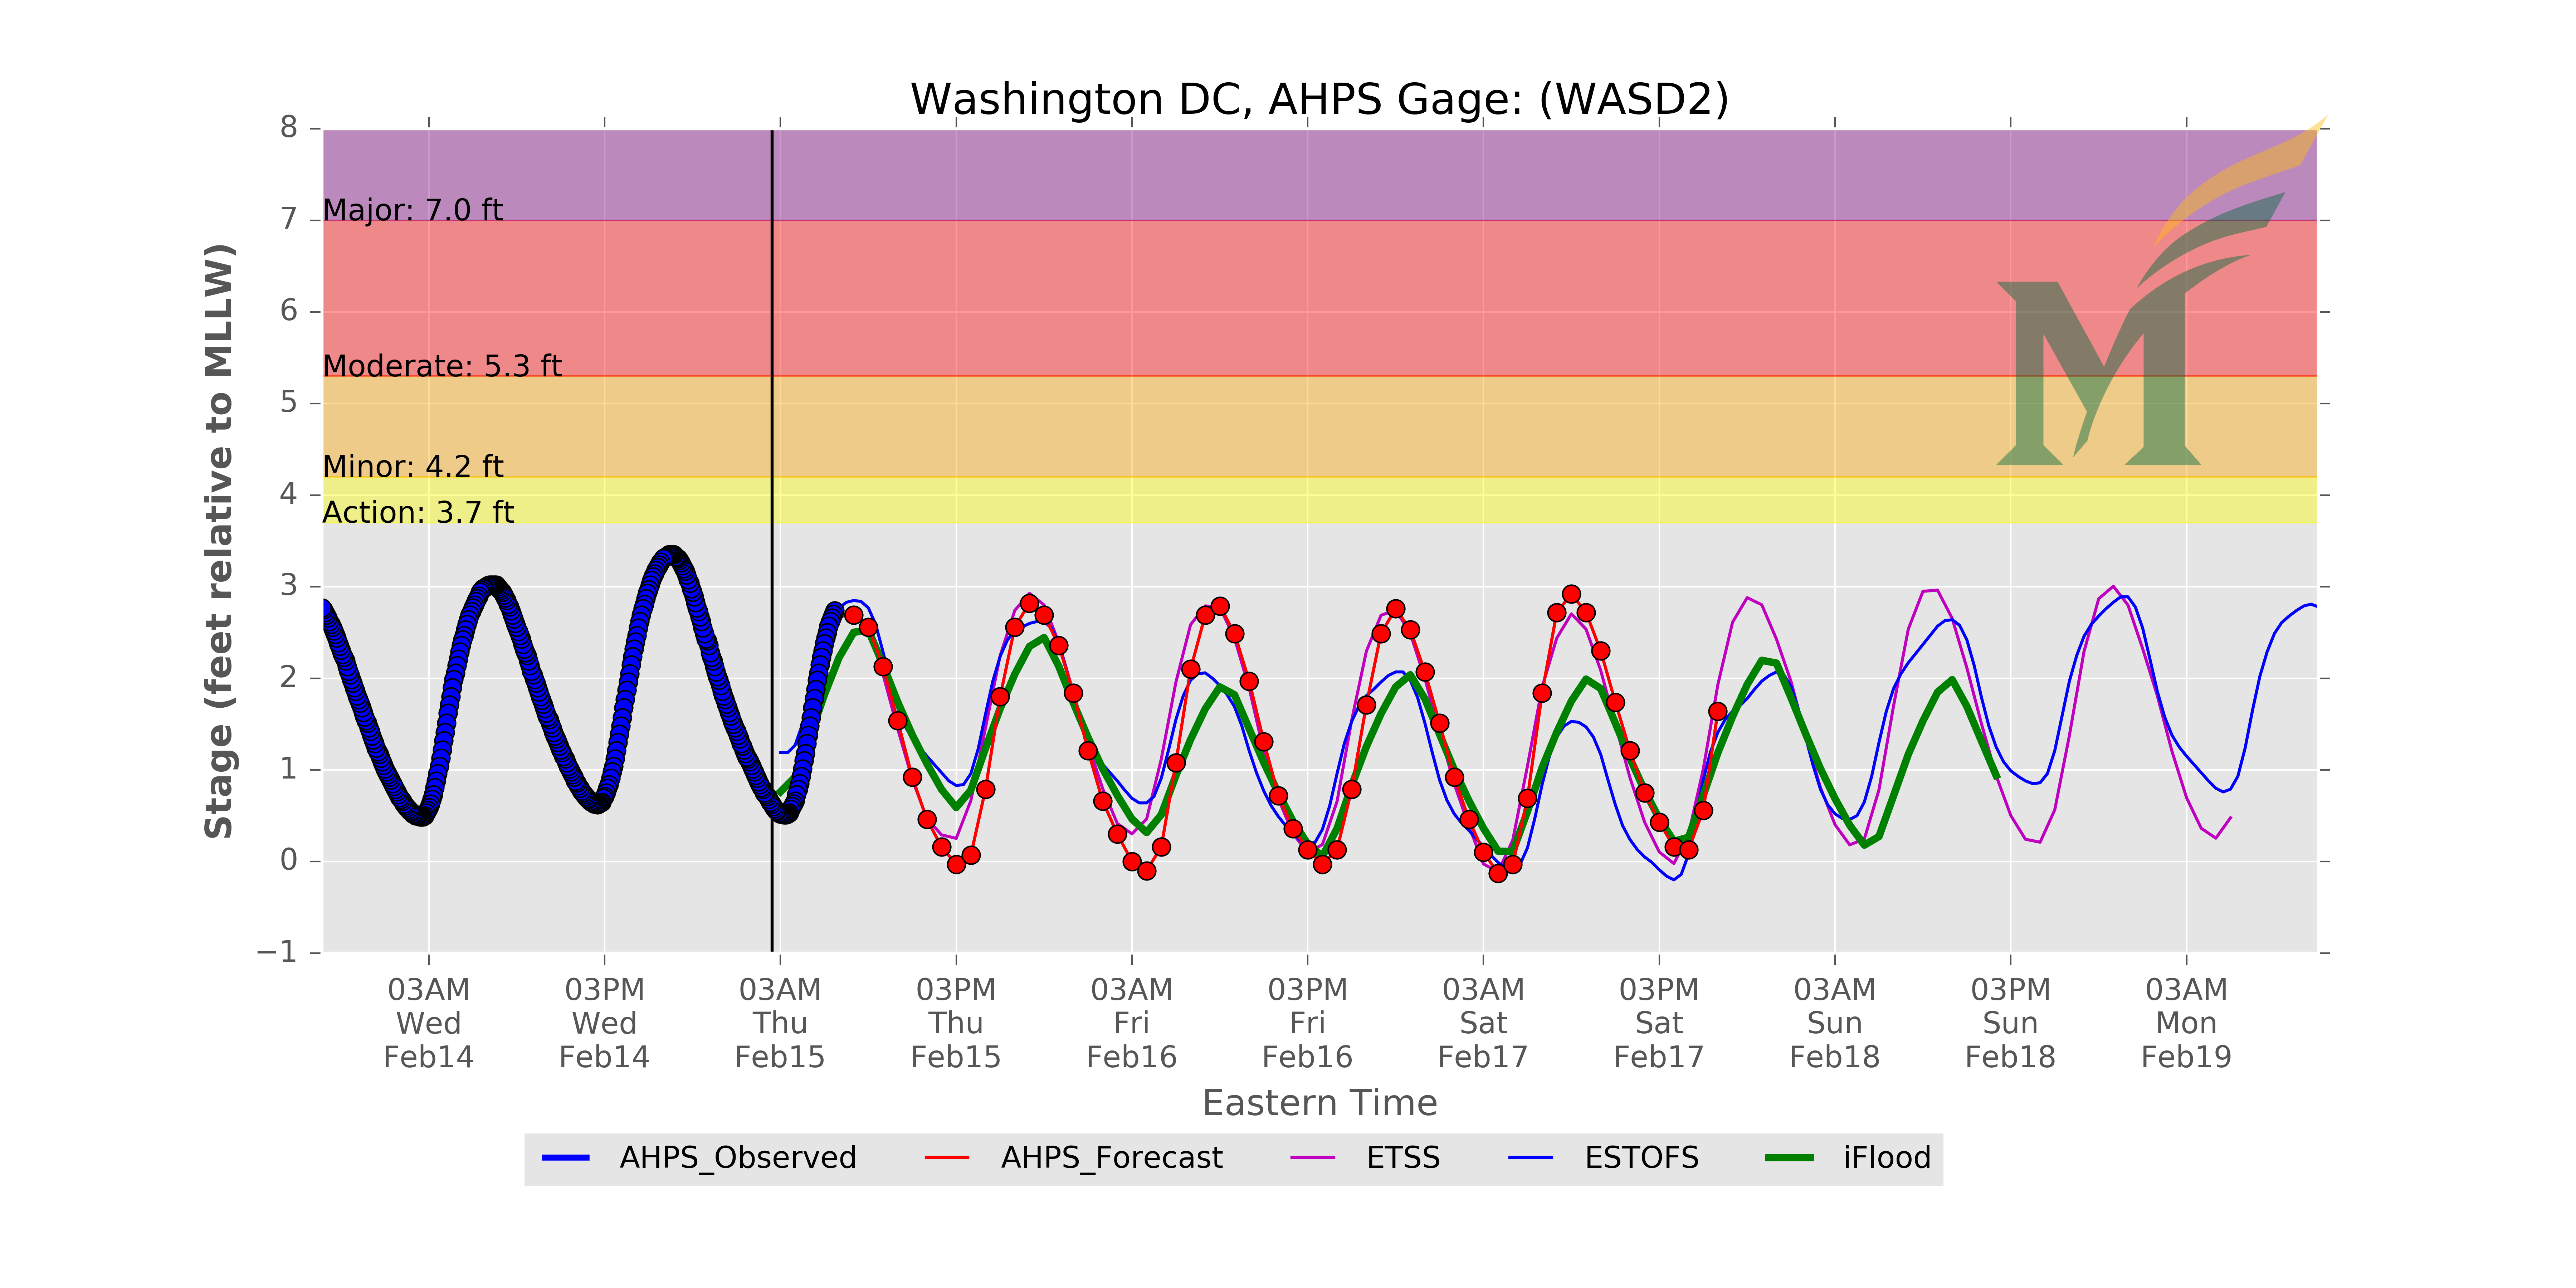 Washington DC, AHPS Gage: (WASD2)
Stage (feet relative to MLLW)
8
7
6
5
4
3
2
1
0
−1
Major: 7.0 ft
Moderate: 5.3 ft
Minor: 4.2 ft
Action: 3.7 ft
03AM 03PM 03AM 03PM 03AM 03PM 03AM 03PM 03AM 03PM 03AM
Wed Wed Thu Thu Fri Fri Sat Sat Sun Sun Mon
Feb14 Feb14 Feb15 Feb15 Feb16 Feb16 Feb17 Feb17 Feb18 Feb18 Feb19
Eastern Time
AHPS_Observed AHPS_Forecast ETSS ESTOFS iFlood
M